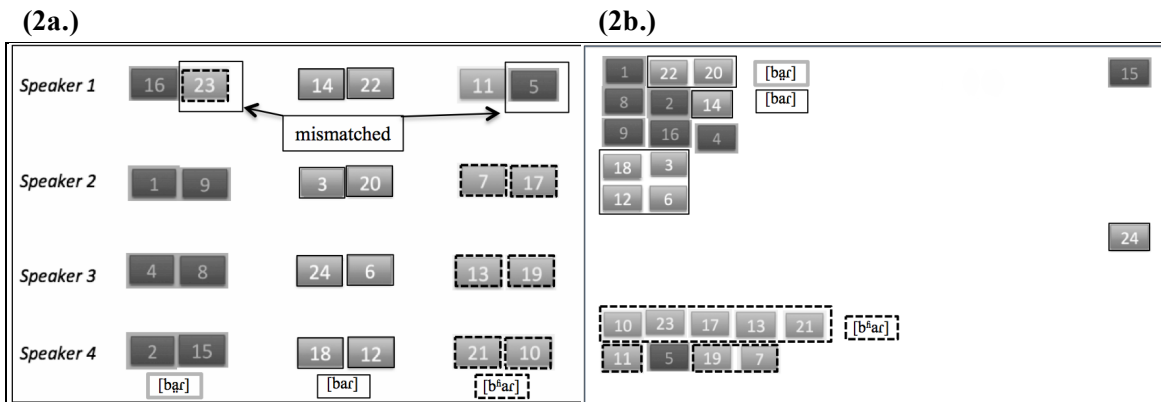 (2a.)
Speaker 1 16 23 14 22 11 5
mismatched
Speaker 2 1 9 3 20 7 17
Speaker 3 4 8 24 6 13 19
Speaker 4 2 15 18 12 21 10
[ba̤ɾ] [baɾ] [bʱaɾ]
(2b.)
1 22 20 [ba̤ɾ] 15
8 2 14 [baɾ]
9 16 4
18 3
12 6
24
10 23 17 13 21 [bʱaɾ]
11 5 19 7